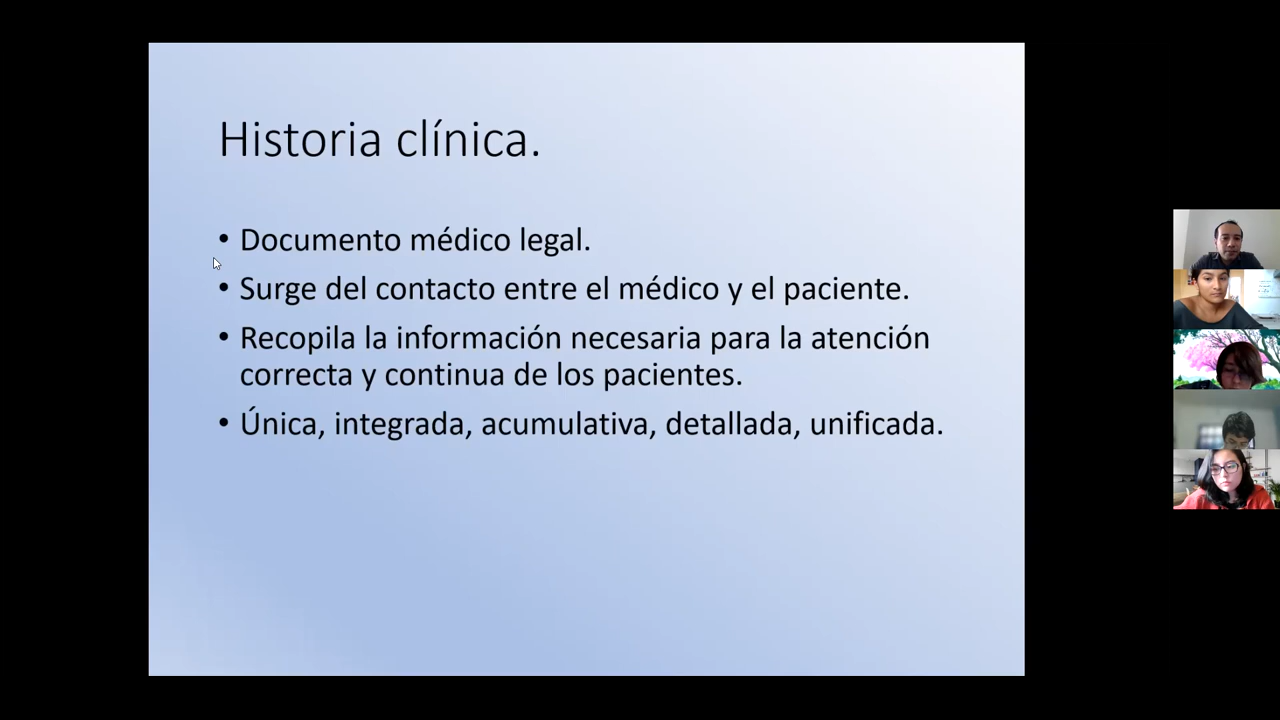 Historia clínica.
• Documento médico legal.
• Surge del contacto entre el médico y el paciente.
• Recopila la información necesaria para la atención
correcta y continua de los pacientes.
• Única, integrada, acumulativa, detallada, unificada.